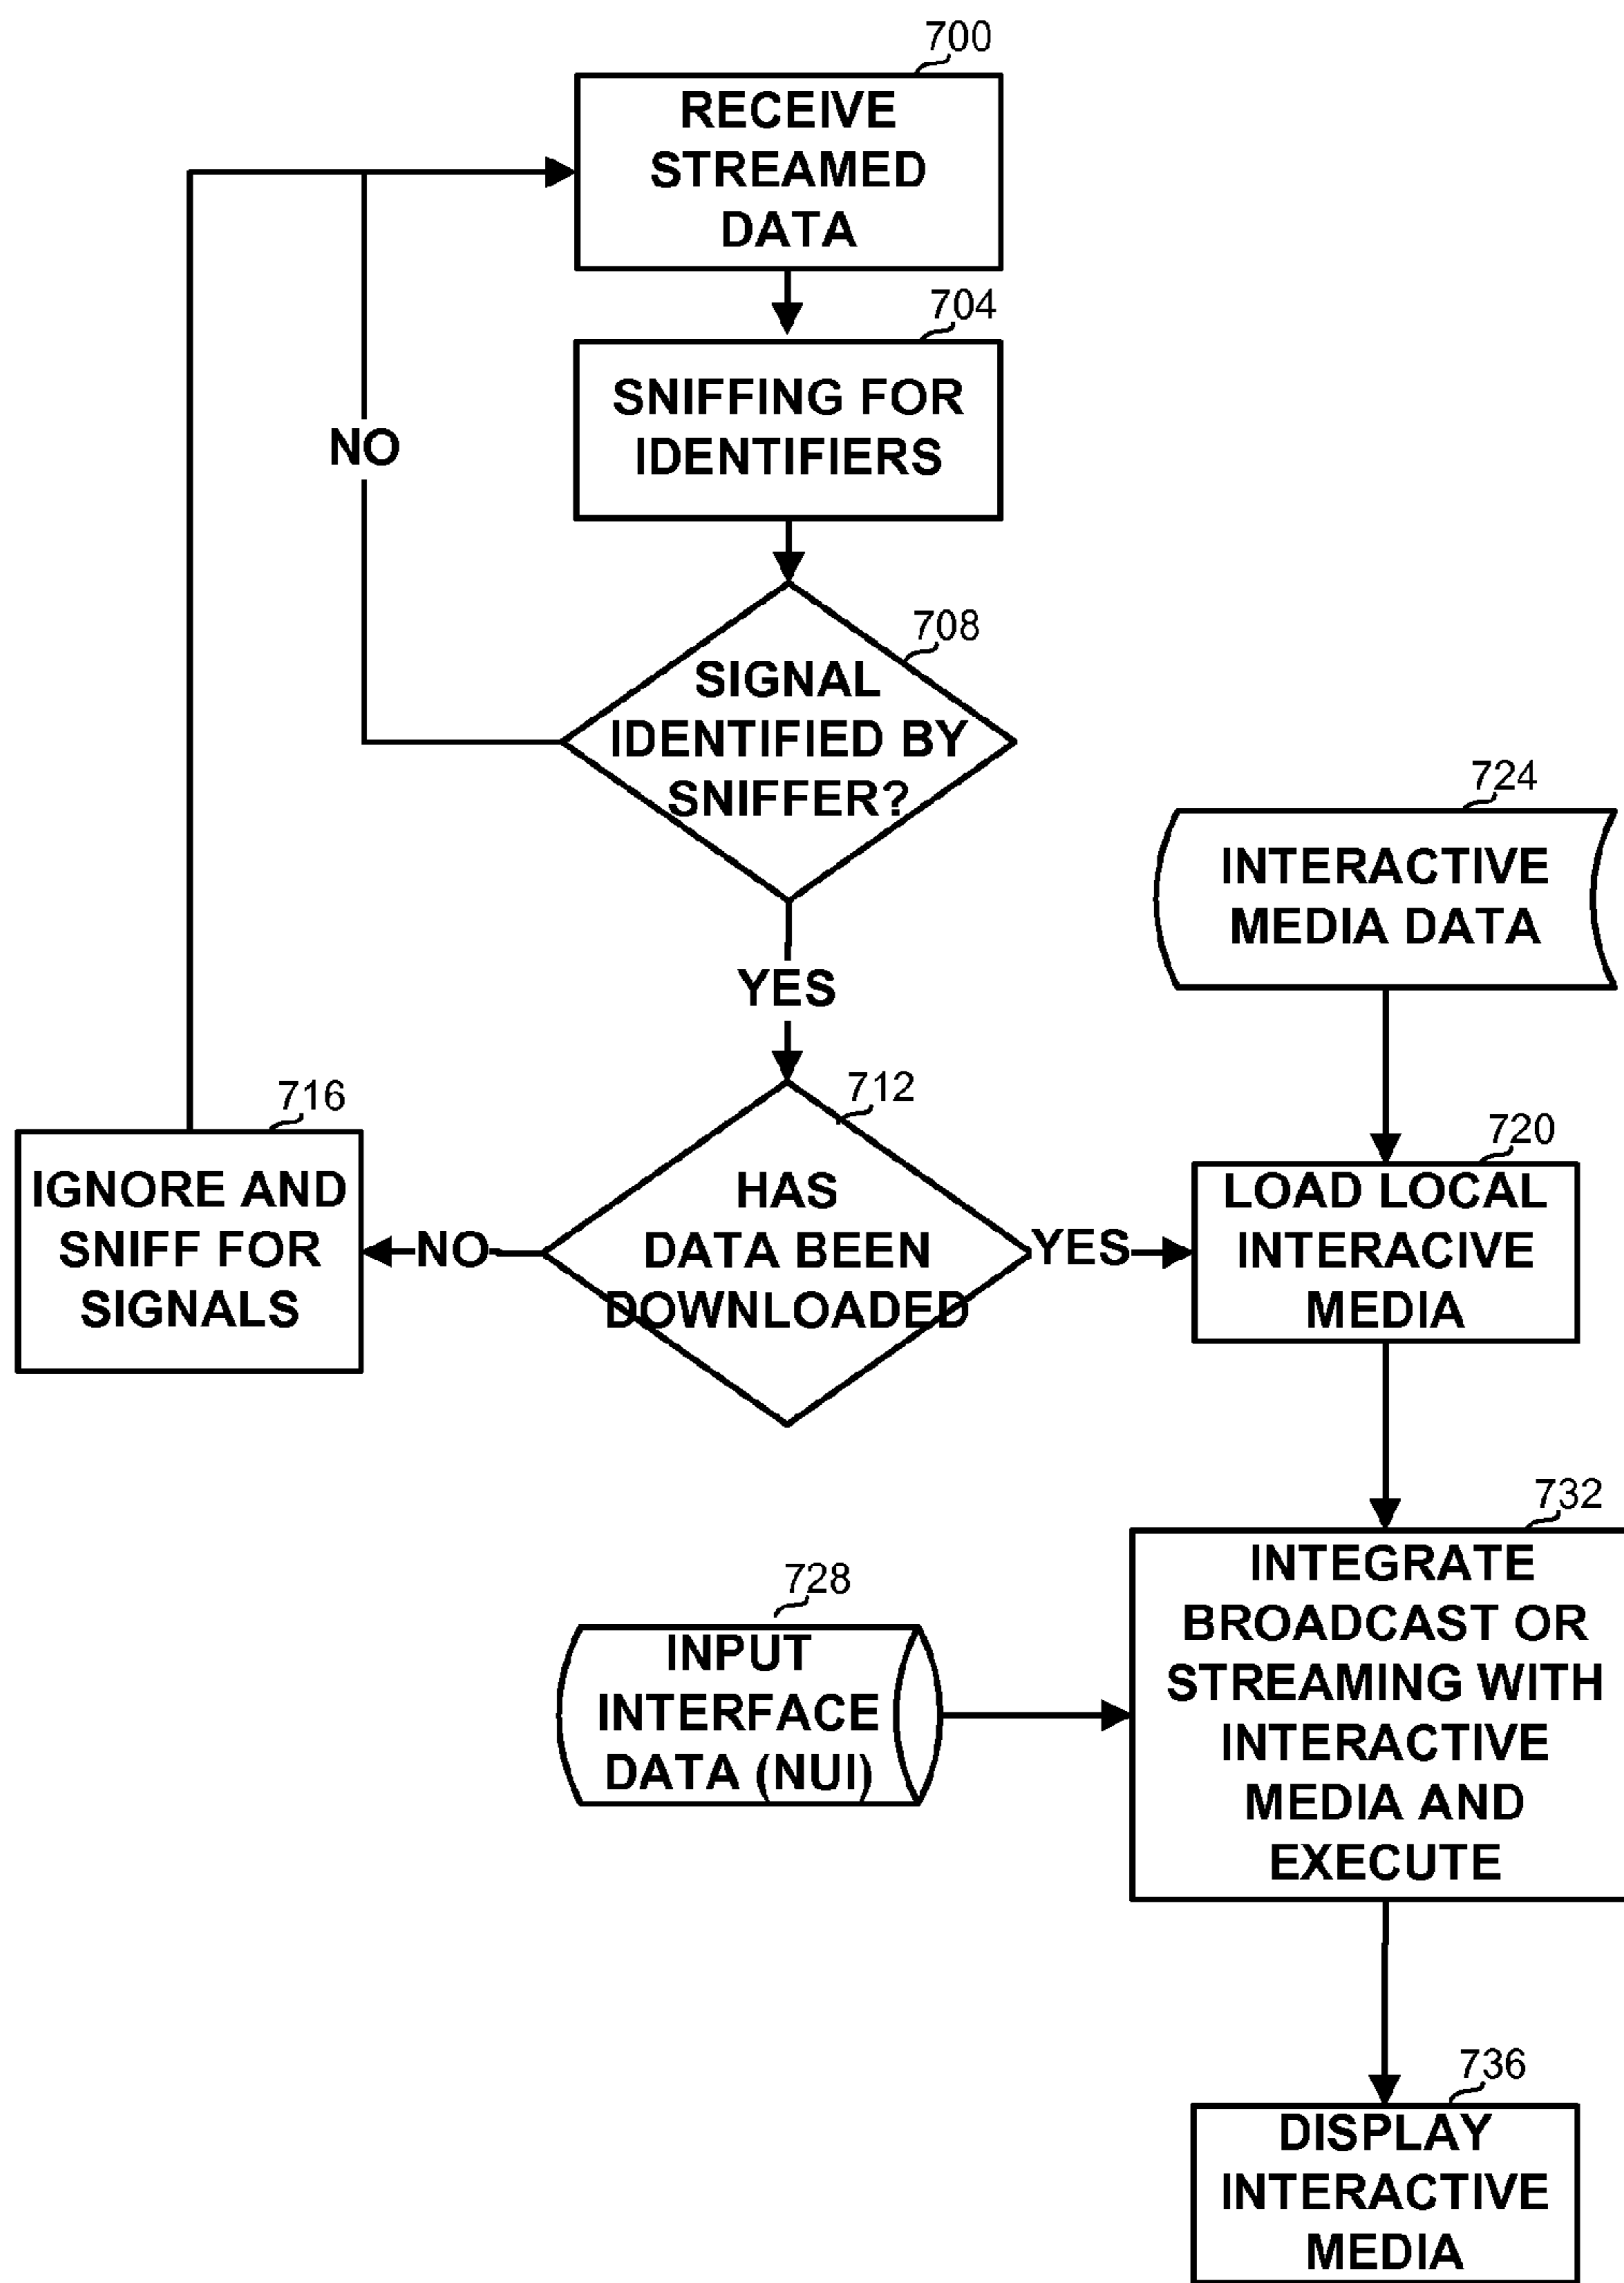 700
RECEIVE
STREAMED
DATA
704
SNIFFING FOR
IDENTIFIERS
NO
708
SIGNAL
IDENTIFIED BY
SNIFFER?
YES
724
INTERACTIVE
MEDIA DATA
712
HAS
DATA BEEN
DOWNLOADED
NO
716
IGNORE AND
SNIFF FOR
SIGNALS
YES
720
LOAD LOCAL
INTERACIVE
MEDIA
728
INPUT
INTERFACE
DATA (NUI)
732
INTEGRATE
BROADCAST OR
STREAMING WITH
INTERACTIVE
MEDIA AND
EXECUTE
736
DISPLAY
INTERACTIVE
MEDIA